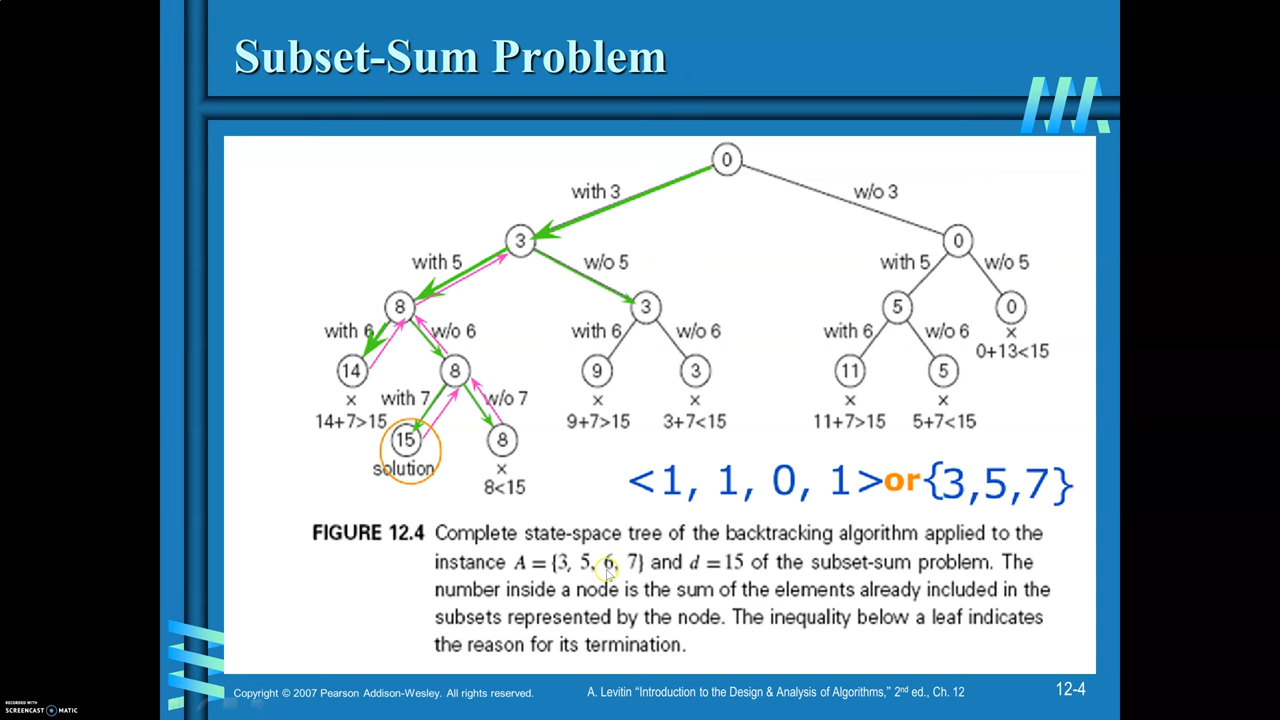 Subset-Sum Problem
0
with 3
w/o 3
3
0
with 5
w/o 5
with 5
w/o 5
8
3
5
0
with 6
w/o 6
with 6
w/o 6
with 6
w/o 6
×
0+13<15
14
8
9
3
11
5
×
with 7
w/o 7
×
×
×
×
14+7>15
9+7>15
3+7<15
11+7>15
5+7<15
15
8
solution
×
8<15
<1, 1, 0, 1>or{3,5,7}
FIGURE 12.4 Complete state-space tree of the backtracking algorithm applied to the
instance A = {3, 5, 6, 7} and d = 15 of the subset-sum problem. The
number inside a node is the sum of the elements already included in the
subsets represented by the node. The inequality below a leaf indicates
the reason for its termination.
Copyright © 2007 Pearson Addison-Wesley. All rights reserved.
A. Levitin "Introduction to the Design & Analysis of Algorithms," 2nd ed., Ch. 12
12-4
RECORDED WITH
SCREENCAST MATIC